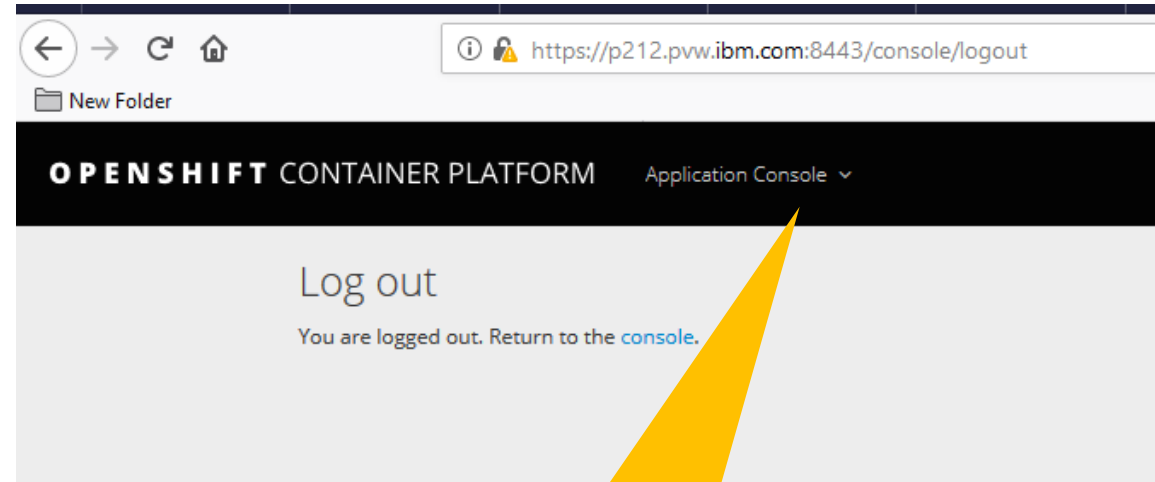 https://p212.pvw.ibm.com:8443/console/logout
New Folder
OPENSHIFT CONTAINER PLATFORM Application Console
Log out
You are logged out. Return to the console.